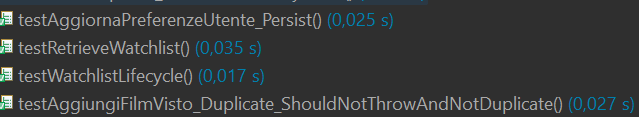 testAggiornaPreferenzeUtente_Persist() (0,025 s)
testRetrieveWatchlist() (0,035 s)
testWatchlistLifecycle() (0,017 s)
testAggiungiFilmVisto_Duplicate_ShouldNotThrowAndNotDuplicate() (0,027 s)